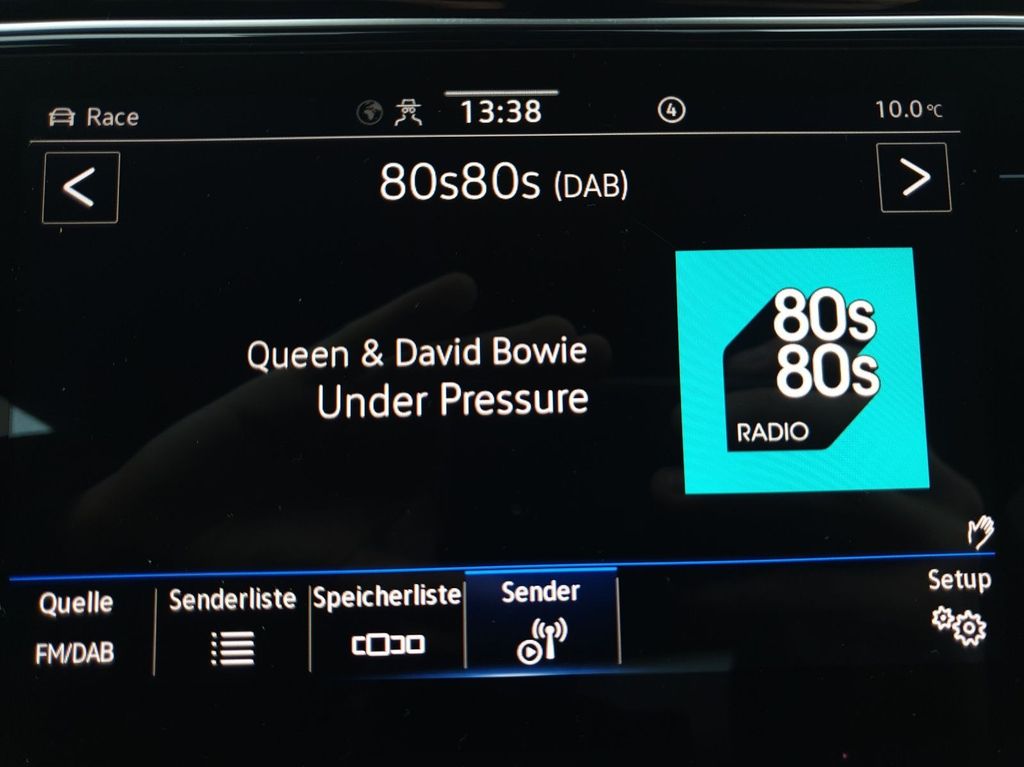 Race
13:38
4
10.0 °C
<
80s80s (DAB)
>
Queen & David Bowie
Under Pressure
80s
80s
RADIO
Quelle
FM/DAB
Senderliste
Speicherliste
Sender
Setup